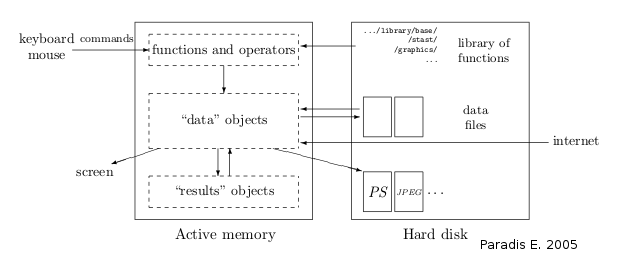 keyboard
mouse
commands
functions and operators
“data” objects
“results” objects
screen
Active memory
.../library/base/
/stast/
/graphics/
...
library of
functions
data
files
internet
PS
JPEG
...
Hard disk
Paradis E. 2005